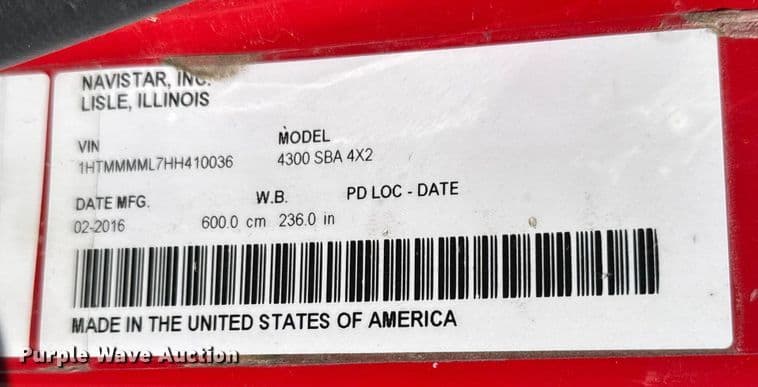 NAVISTAR, INC.
LISLE, ILLINOIS
VIN MODEL
1HTMMMML7HH410036 4300 SBA 4X2
DATE MFG. W.B. PD LOC - DATE
02-2016 600.0 cm 236.0 in
MADE IN THE UNITED STATES OF AMERICA
Purple Wave Auction